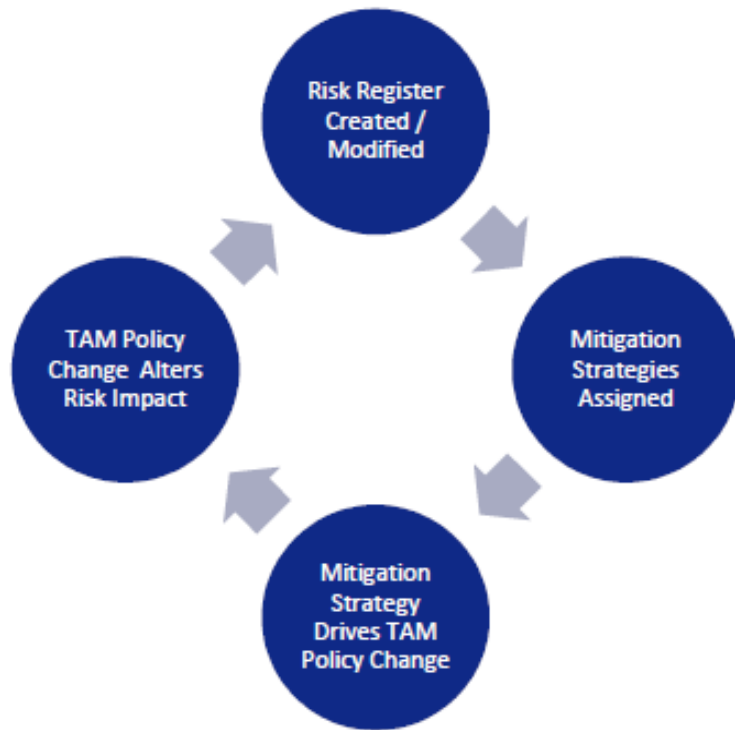 Risk Register
Created /
Modified
Mitigation
Strategies
Assigned
Mitigation
Strategy
Drives TAM
Policy Change
TAM Policy
Change Alters
Risk Impact